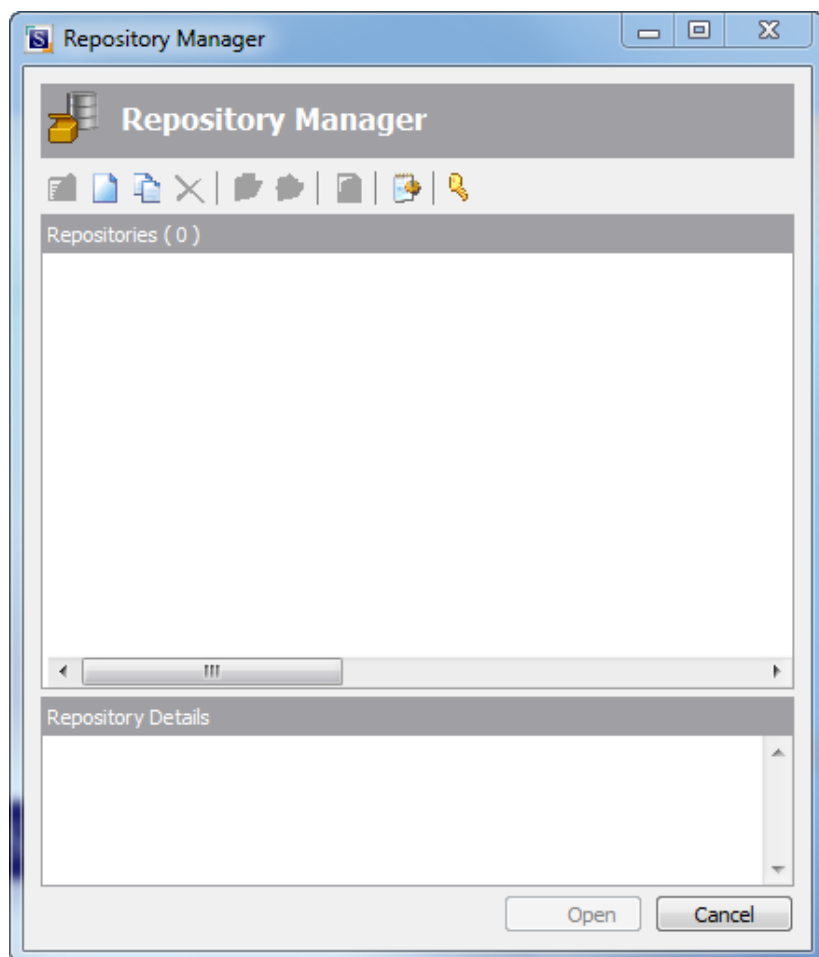 Repository Manager
Repository Manager
Repositories ( 0 )
Repository Details
Open
Cancel